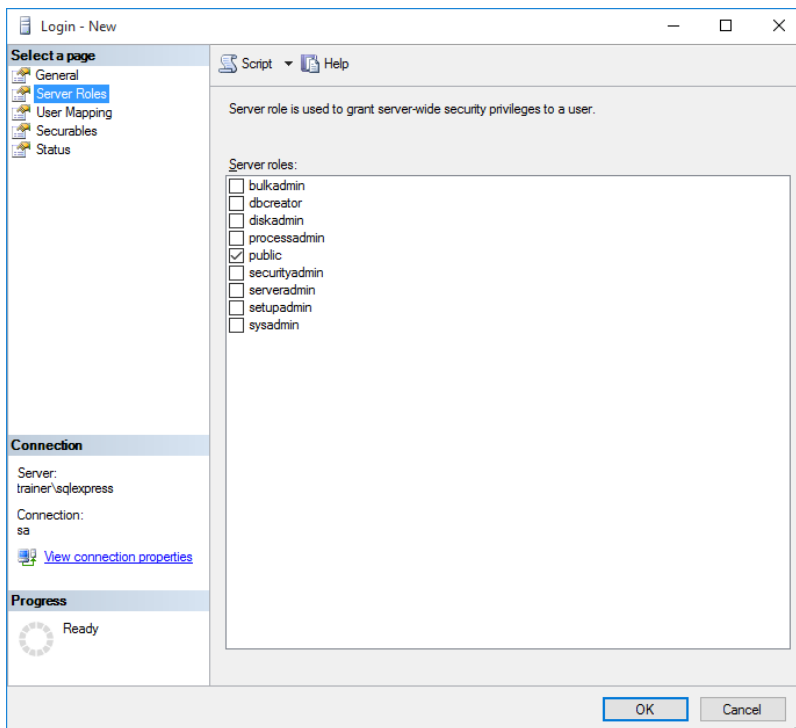 Login - New
Select a page
General
Server Roles
User Mapping
Securables
Status
Script Help
Server role is used to grant server-wide security privileges to a user.
Server roles:
bulkadmin
dbcreator
diskadmin
processadmin
public
securityadmin
serveradmin
setupadmin
sysadmin
Connection
Server:
trainer\sqlexpress
Connection:
sa
View connection properties
Progress
Ready
OK Cancel